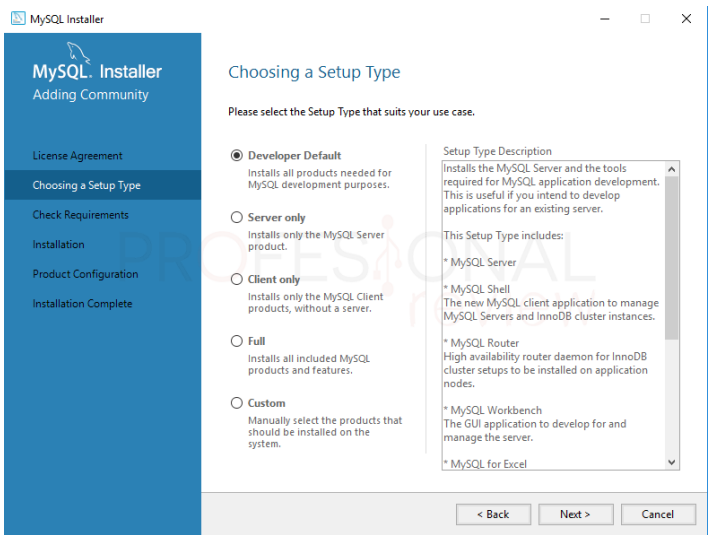 MySQL Installer
MySQL. Installer
Adding Community
License Agreement
Choosing a Setup Type
Check Requirements
Installation
Product Configuration
Installation Complete
Choosing a Setup Type
Please select the Setup Type that suits your use case.
Developer Default
Installs all products needed for
MySQL development purposes.
Server only
Installs only the MySQL Server
product.
Client only
Installs only the MySQL Client
products, without a server.
Full
Installs all included MySQL
products and features.
Custom
Manually select the products that
should be installed on the
system.
Setup Type Description
Installs the MySQL Server and the tools
required for MySQL application development.
This is useful if you intend to develop
applications for an existing server.
This Setup Type includes:
* MySQL Server
* MySQL Shell
The new MySQL client application to manage
MySQL Servers and InnoDB cluster instances.
* MySQL Router
High availability router daemon for InnoDB
cluster setups to be installed on application
nodes.
* MySQL Workbench
The GUI application to develop for and
manage the server.
* MySQL for Excel
PROFESIONAL
review
< Back
Next >
Cancel